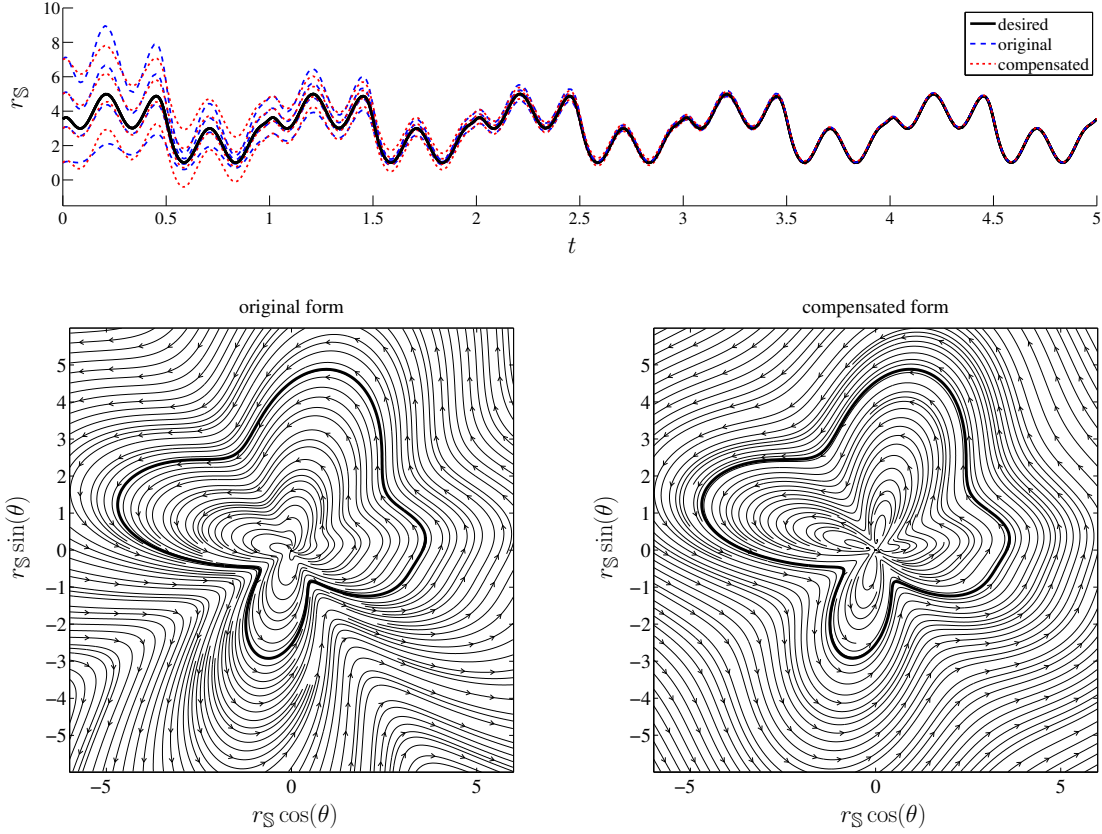 10
8
6
4
2
0
r𝕊
desired
original
compensated
0 0.5 1 1.5 2 2.5 3 3.5 4 4.5 5
t
original form
5
4
3
2
1
0
−1
−2
−3
−4
−5
r𝕊 sin(θ)
−5 0 5
r𝕊 cos(θ)
compensated form
5
4
3
2
1
0
−1
−2
−3
−4
−5
r𝕊 sin(θ)
−5 0 5
r𝕊 cos(θ)